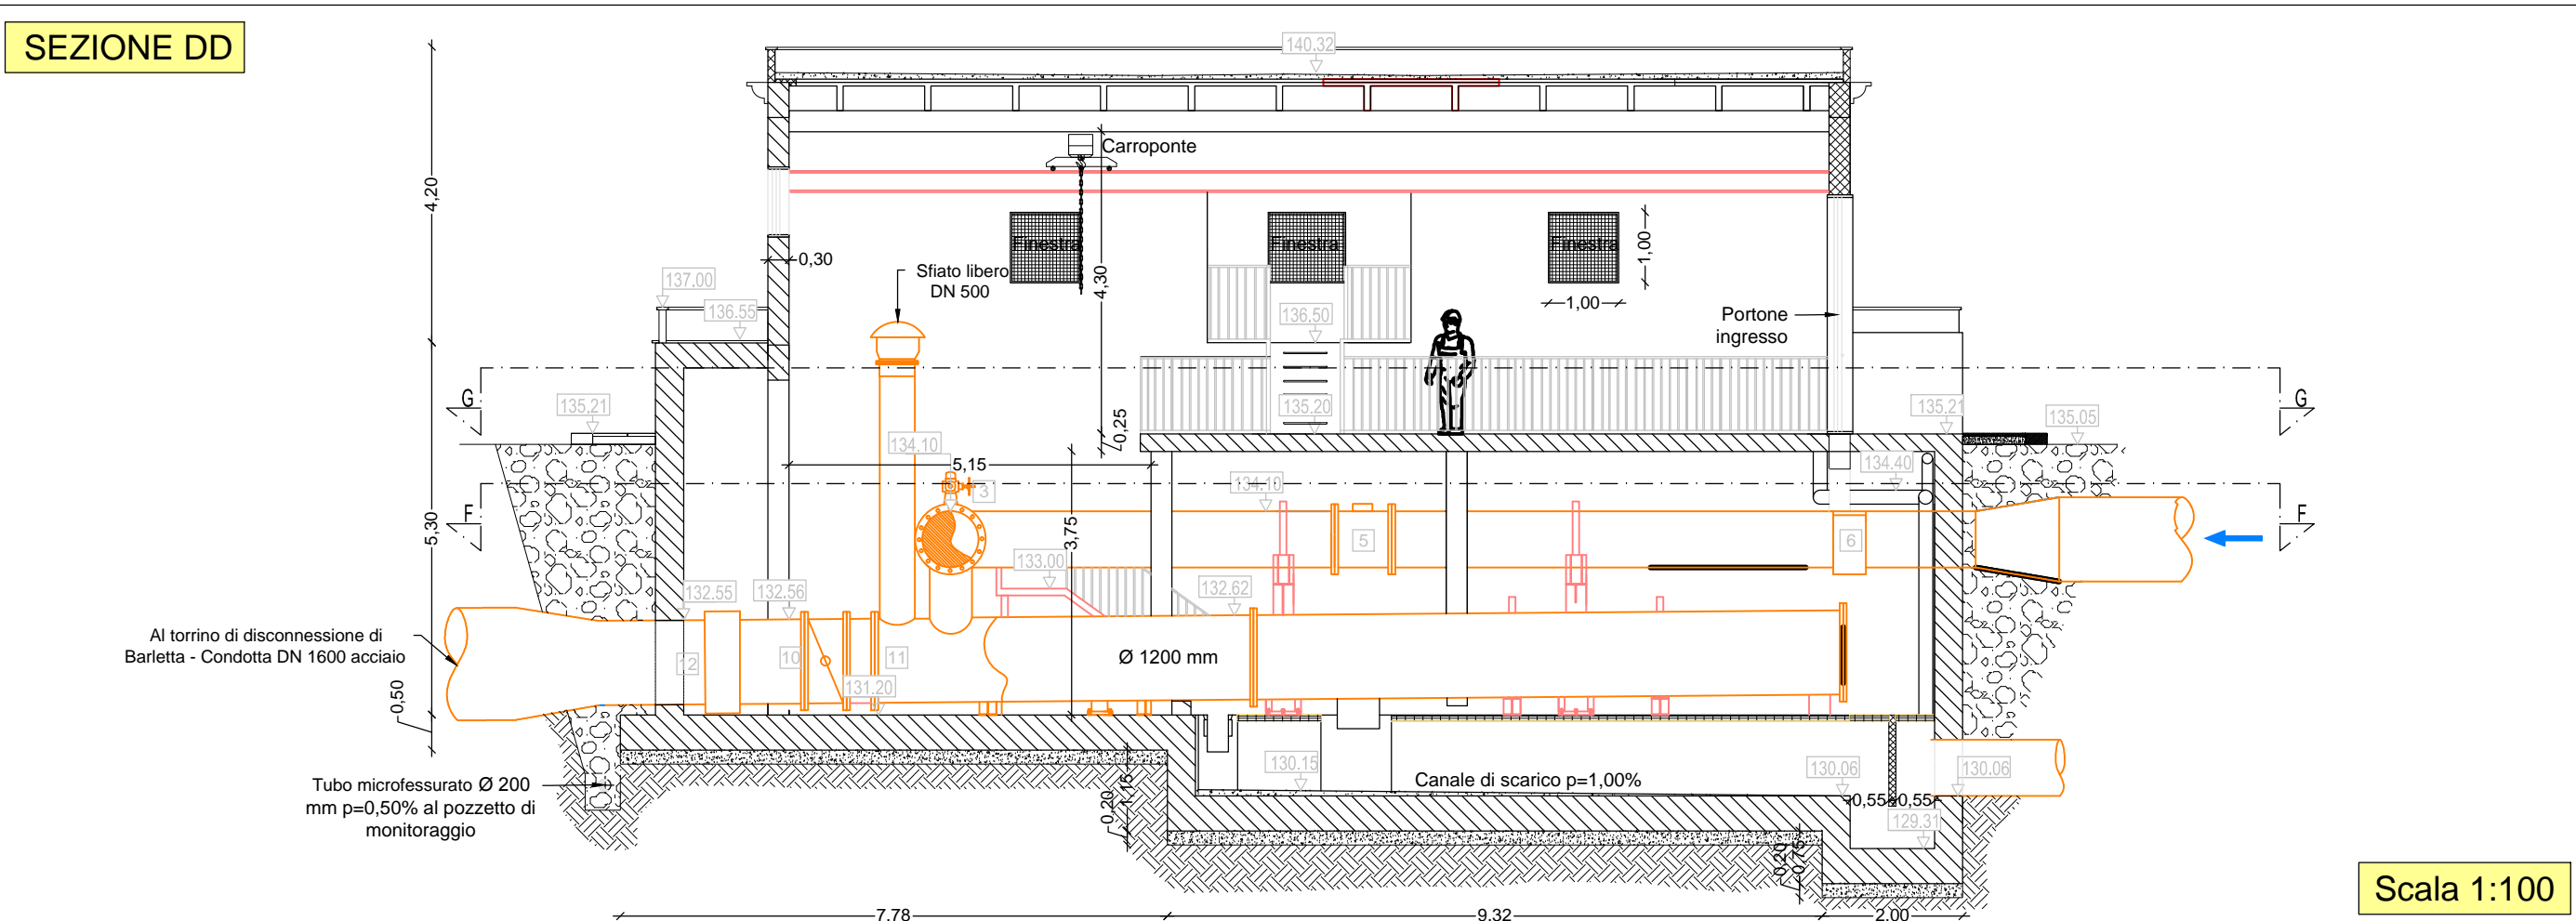 SEZIONE DD
140.32
Carroponte
4,20
Finestra
Finestra
Finestra
1,00
0,30
Sfiato libero
DN 500
4,30
137.00
136.55
1,00
136.50
Portone
ingresso
G
G
135.21
135.20
135.21
135.05
0,25
134.10
5,15
134.40
3
134.10
F
F
5,30
3,75
5
6
133.00
132.55
132.56
132.62
Al torrino di disconnessione di
Barletta - Condotta DN 1600 acciaio
12
10
11
Ø 1200 mm
131.20
0,50
130.15
Canale di scarico p=1,00%
130.06
130.06
Tubo microfessurato Ø 200
mm p=0,50% al pozzetto di
monitoraggio
1,15
0,20
0,55
0,55
129.31
0,20
0,75
Scala 1:100
7,78
9,32
2,00